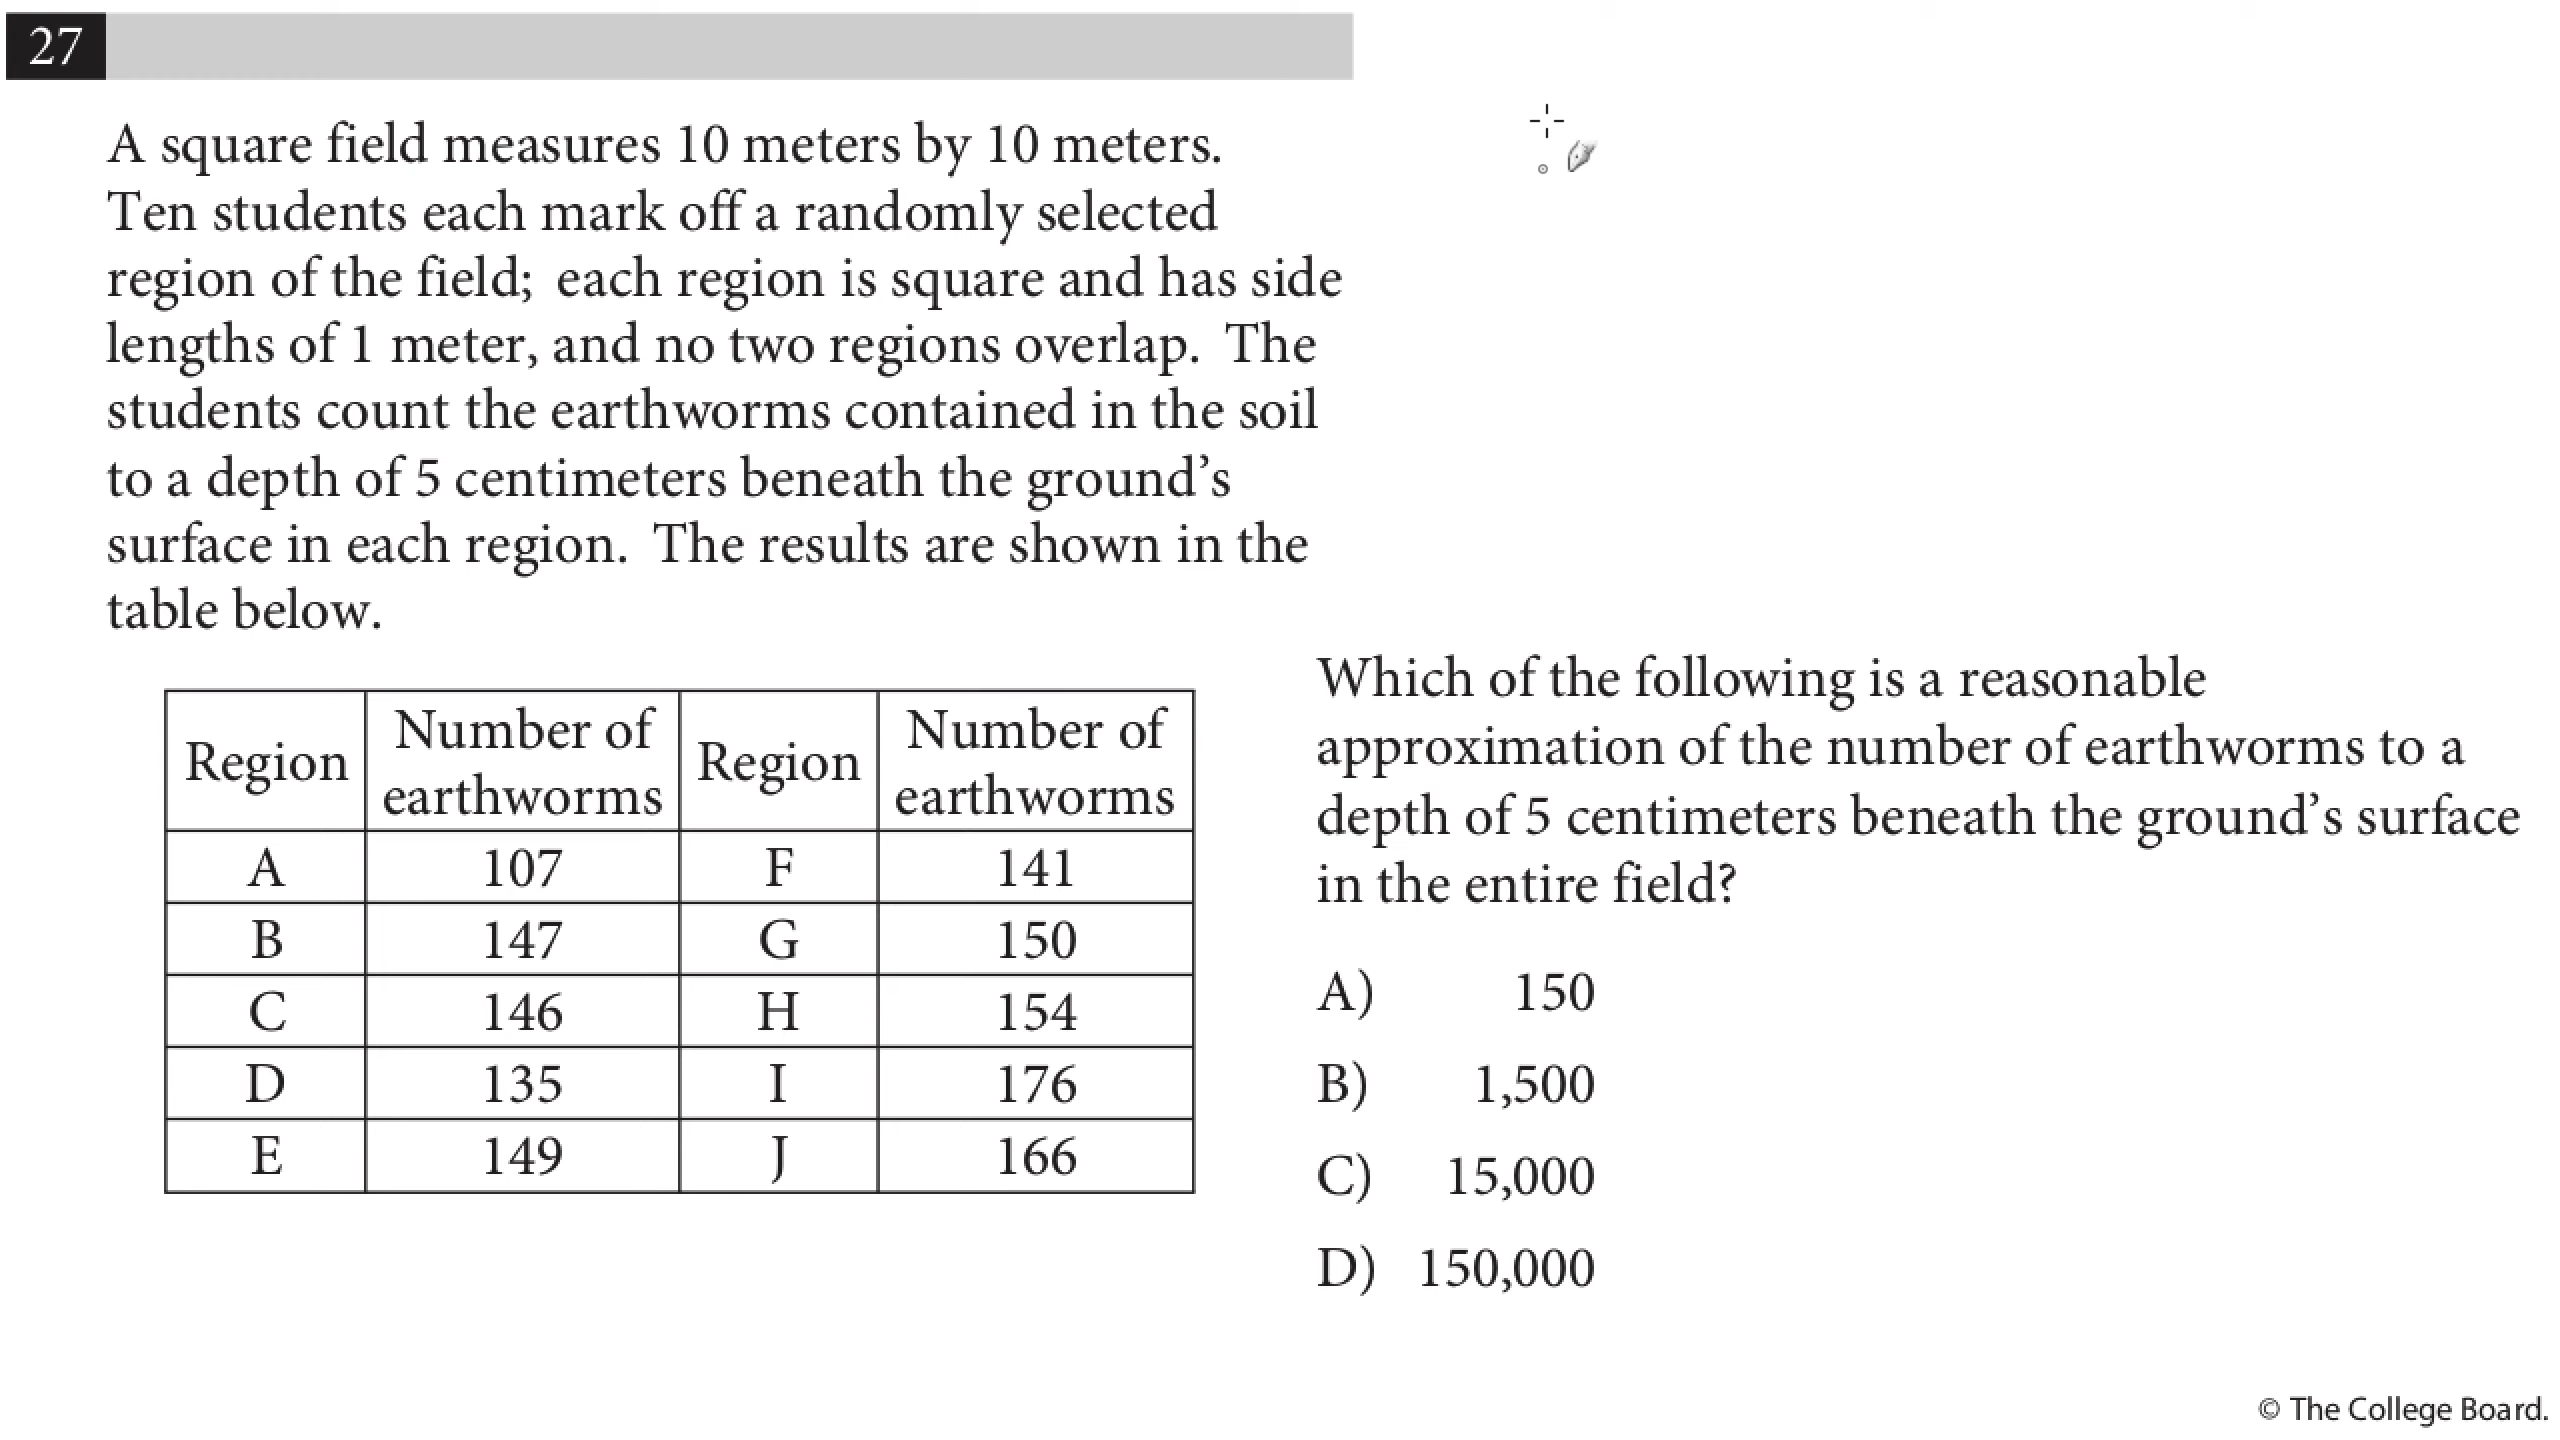 27
A square field measures 10 meters by 10 meters.
Ten students each mark off a randomly selected
region of the field; each region is square and has side
lengths of 1 meter, and no two regions overlap. The
students count the earthworms contained in the soil
to a depth of 5 centimeters beneath the ground’s
surface in each region. The results are shown in the
table below.
Region Number of earthworms Region Number of earthworms
A 107 F 141
B 147 G 150
C 146 H 154
D 135 I 176
E 149 J 166
Which of the following is a reasonable
approximation of the number of earthworms to a
depth of 5 centimeters beneath the ground’s surface
in the entire field?
A) 150
B) 1,500
C) 15,000
D) 150,000
© The College Board.